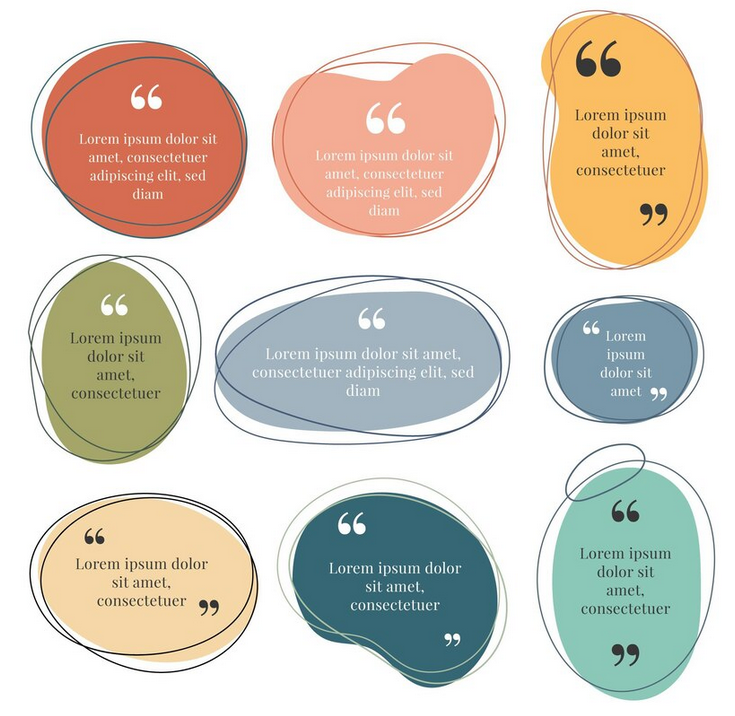 “
Lorem ipsum dolor sit
amet, consectetuer
adipiscing elit, sed
diam
“
Lorem ipsum dolor sit
amet, consectetuer
adipiscing elit, sed
diam
“
Lorem ipsum
dolor sit
amet,
consectetuer
”
“
Lorem ipsum
dolor sit
amet,
consectetuer
“
Lorem ipsum dolor sit amet,
consectetuer adipiscing elit, sed
diam
“ Lorem
ipsum
dolor sit
amet ”
“
Lorem ipsum dolor
sit amet,
consectetuer ”
“
Lorem ipsum dolor
sit amet,
consectetuer
”
“
Lorem ipsum
dolor sit
amet,
consectetuer
”